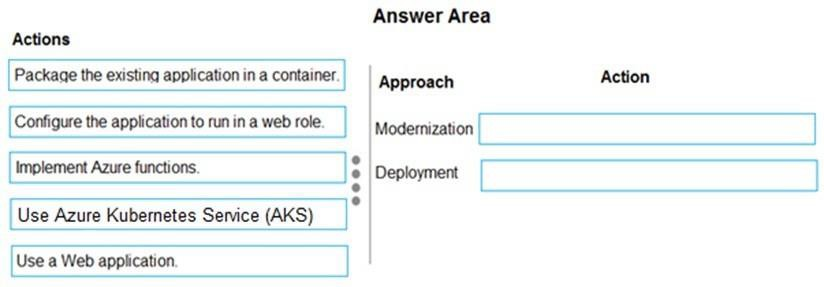 Answer Area
Actions
Package the existing application in a container.
Configure the application to run in a web role.
Implement Azure functions.
Use Azure Kubernetes Service (AKS)
Use a Web application.
Approach Action
Modernization
Deployment